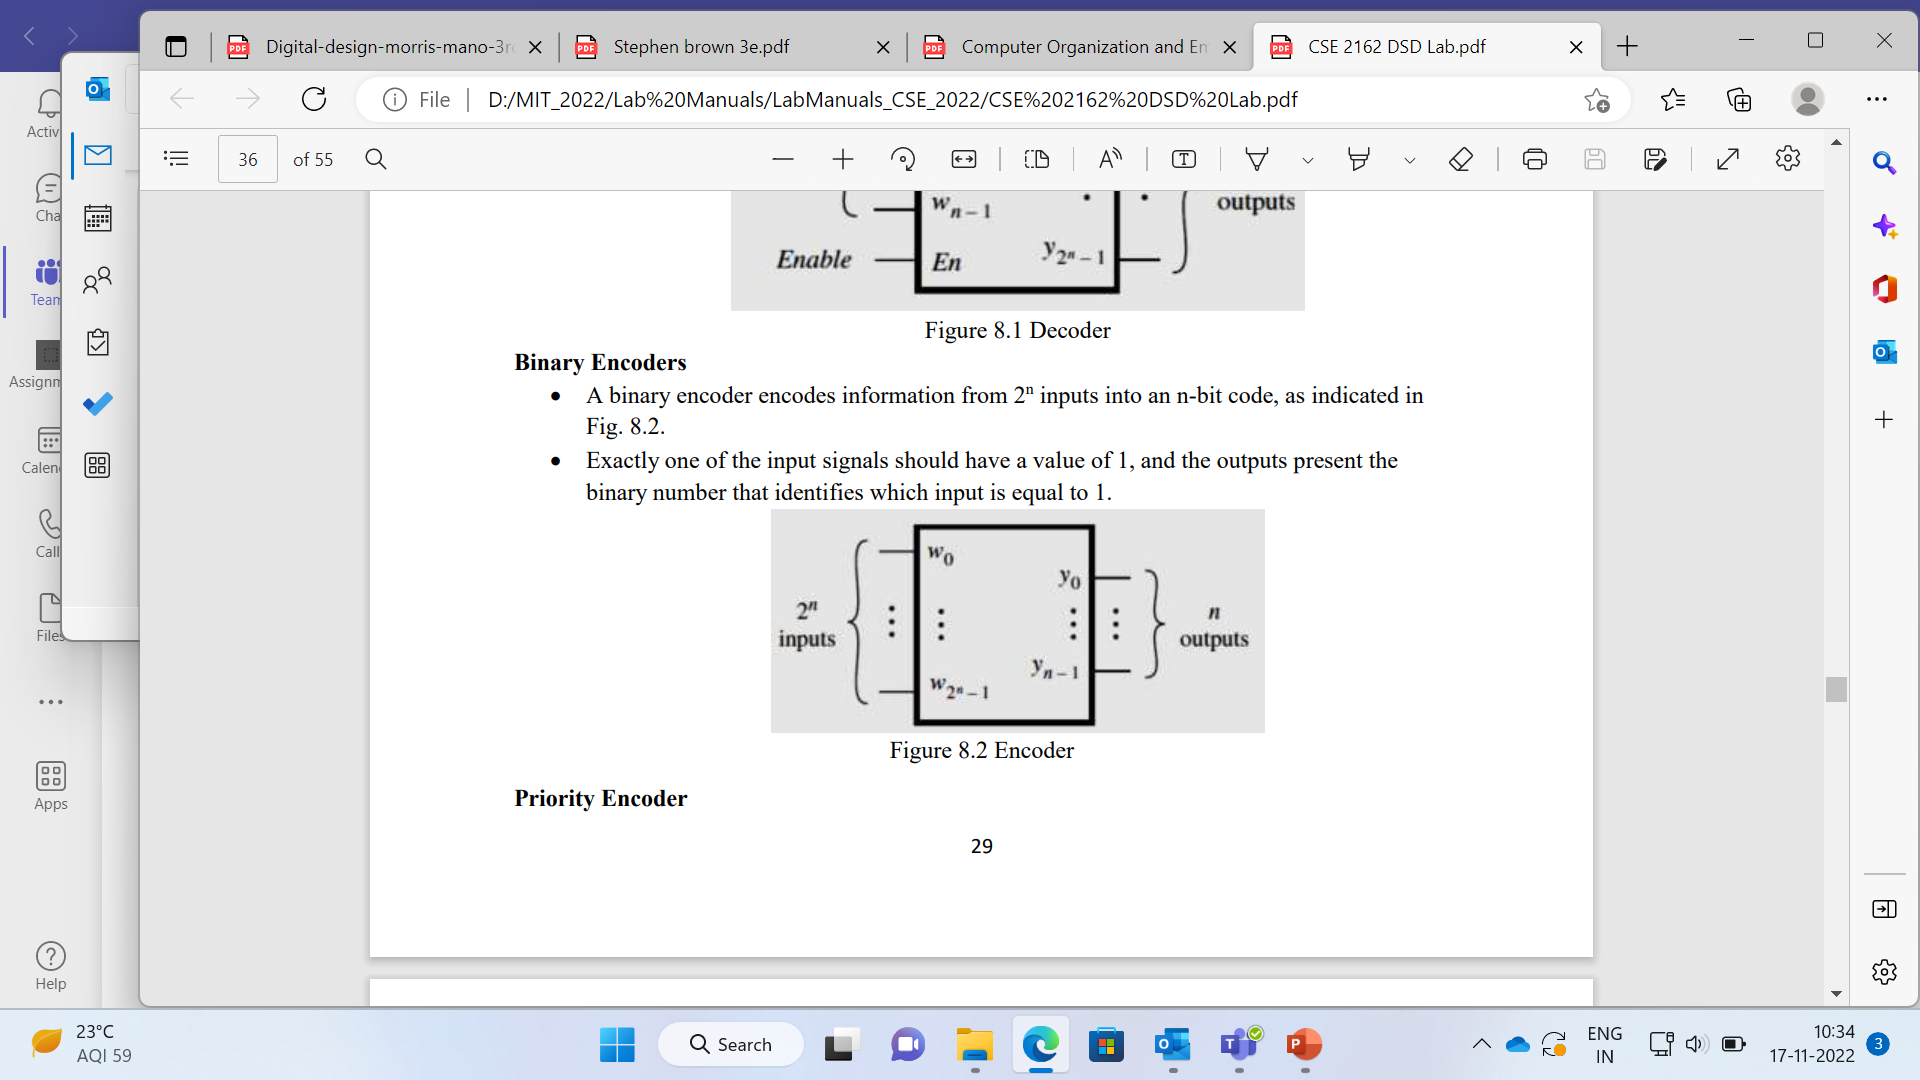 Digital-design-morris-mano-3r
Stephen brown 3e.pdf
Computer Organization and Em
CSE 2162 DSD Lab.pdf
File
D:/MIT_2022/Lab%20Manuals/LabManuals_CSE_2022/CSE%202162%20DSD%20Lab.pdf
36 of 55
Activ
Cha
Team
Assignm
Calen
Call
Files
Apps
Help
wn – 1
outputs
Enable
En
y2ⁿ – 1
Figure 8.1 Decoder
Binary Encoders
• A binary encoder encodes information from 2ⁿ inputs into an n-bit code, as indicated in
Fig. 8.2.
• Exactly one of the input signals should have a value of 1, and the outputs present the
binary number that identifies which input is equal to 1.
w0
y0
2ⁿ
inputs
n
outputs
yn – 1
w2ⁿ – 1
Figure 8.2 Encoder
Priority Encoder
29
23°C
AQI 59
Search
ENG
IN
10:34
17-11-2022
3